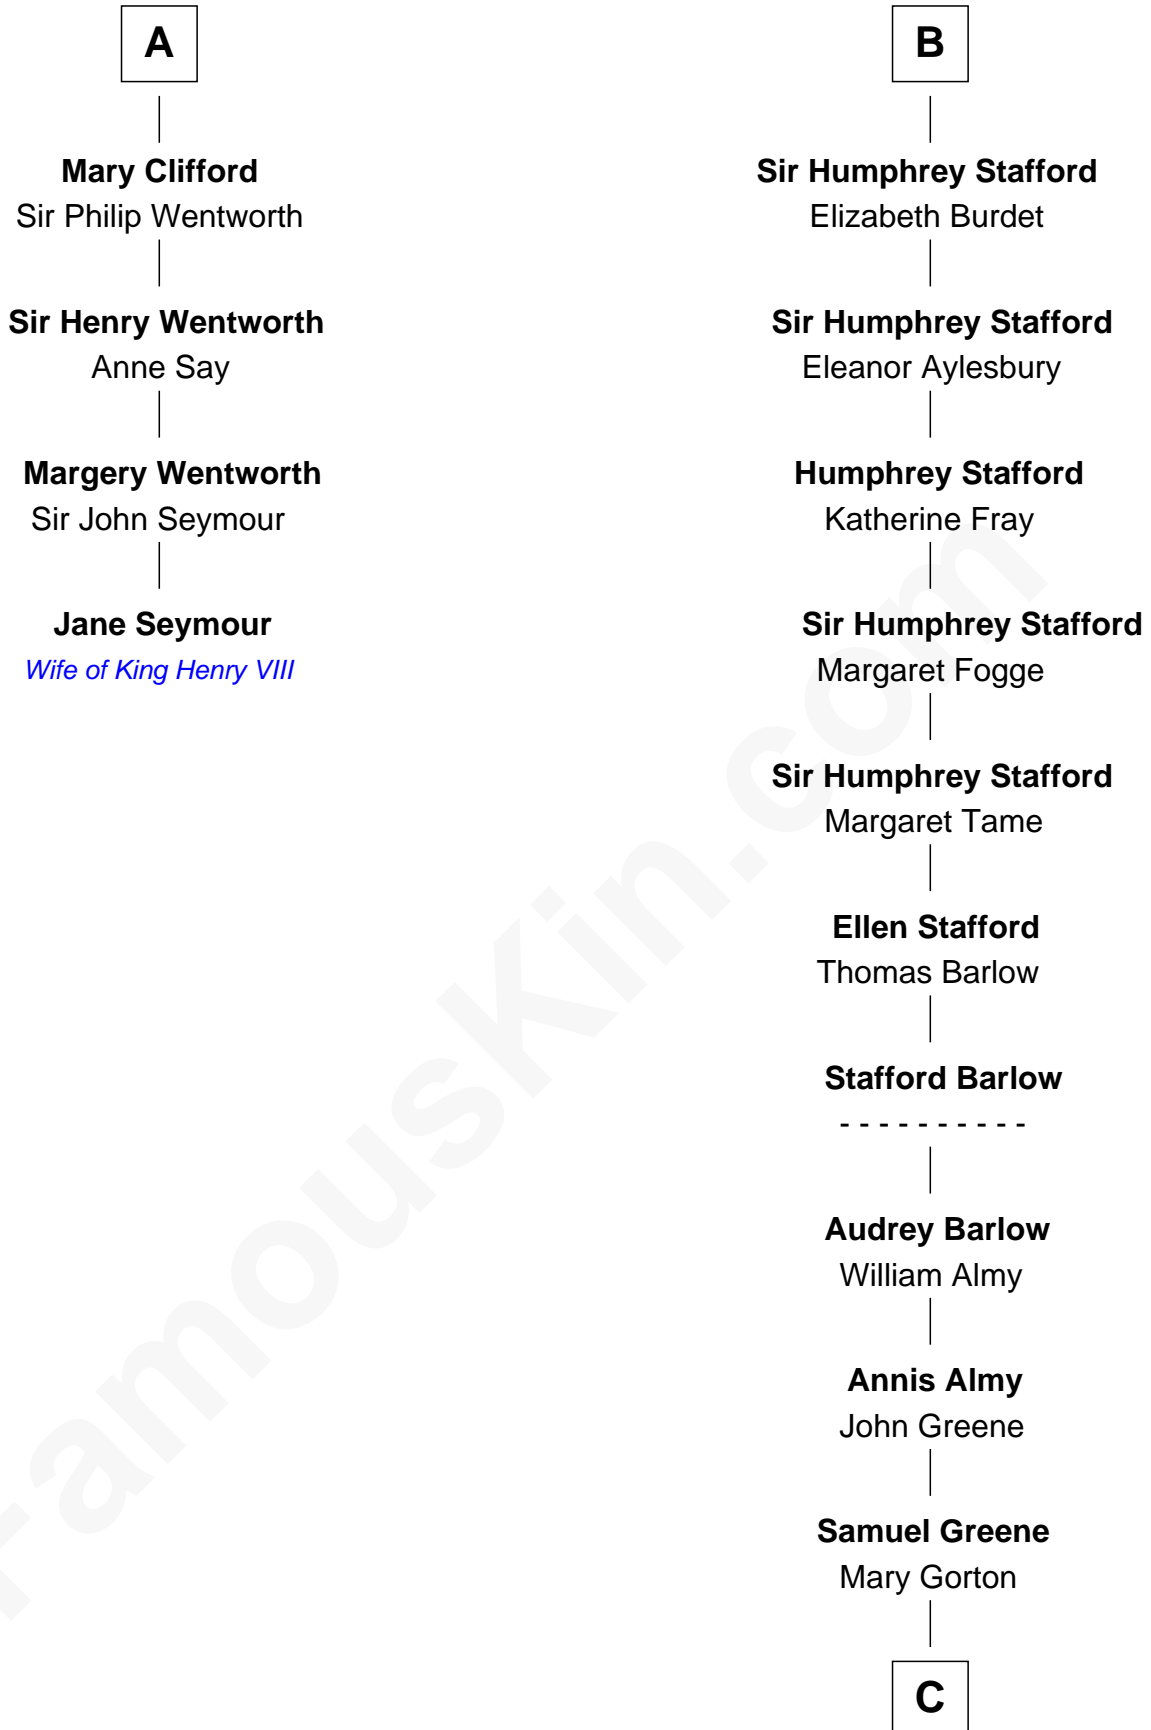 A
Mary Clifford
Sir Philip Wentworth
Sir Henry Wentworth
Anne Say
Margery Wentworth
Sir John Seymour
Jane Seymour
Wife of King Henry VIII
B
Sir Humphrey Stafford
Elizabeth Burdet
Sir Humphrey Stafford
Eleanor Aylesbury
Humphrey Stafford
Katherine Fray
Sir Humphrey Stafford
Margaret Fogge
Sir Humphrey Stafford
Margaret Tame
Ellen Stafford
Thomas Barlow
Stafford Barlow
- - - - - - - - - -
Audrey Barlow
William Almy
Annis Almy
John Greene
Samuel Greene
Mary Gorton
C
FamousKin.com